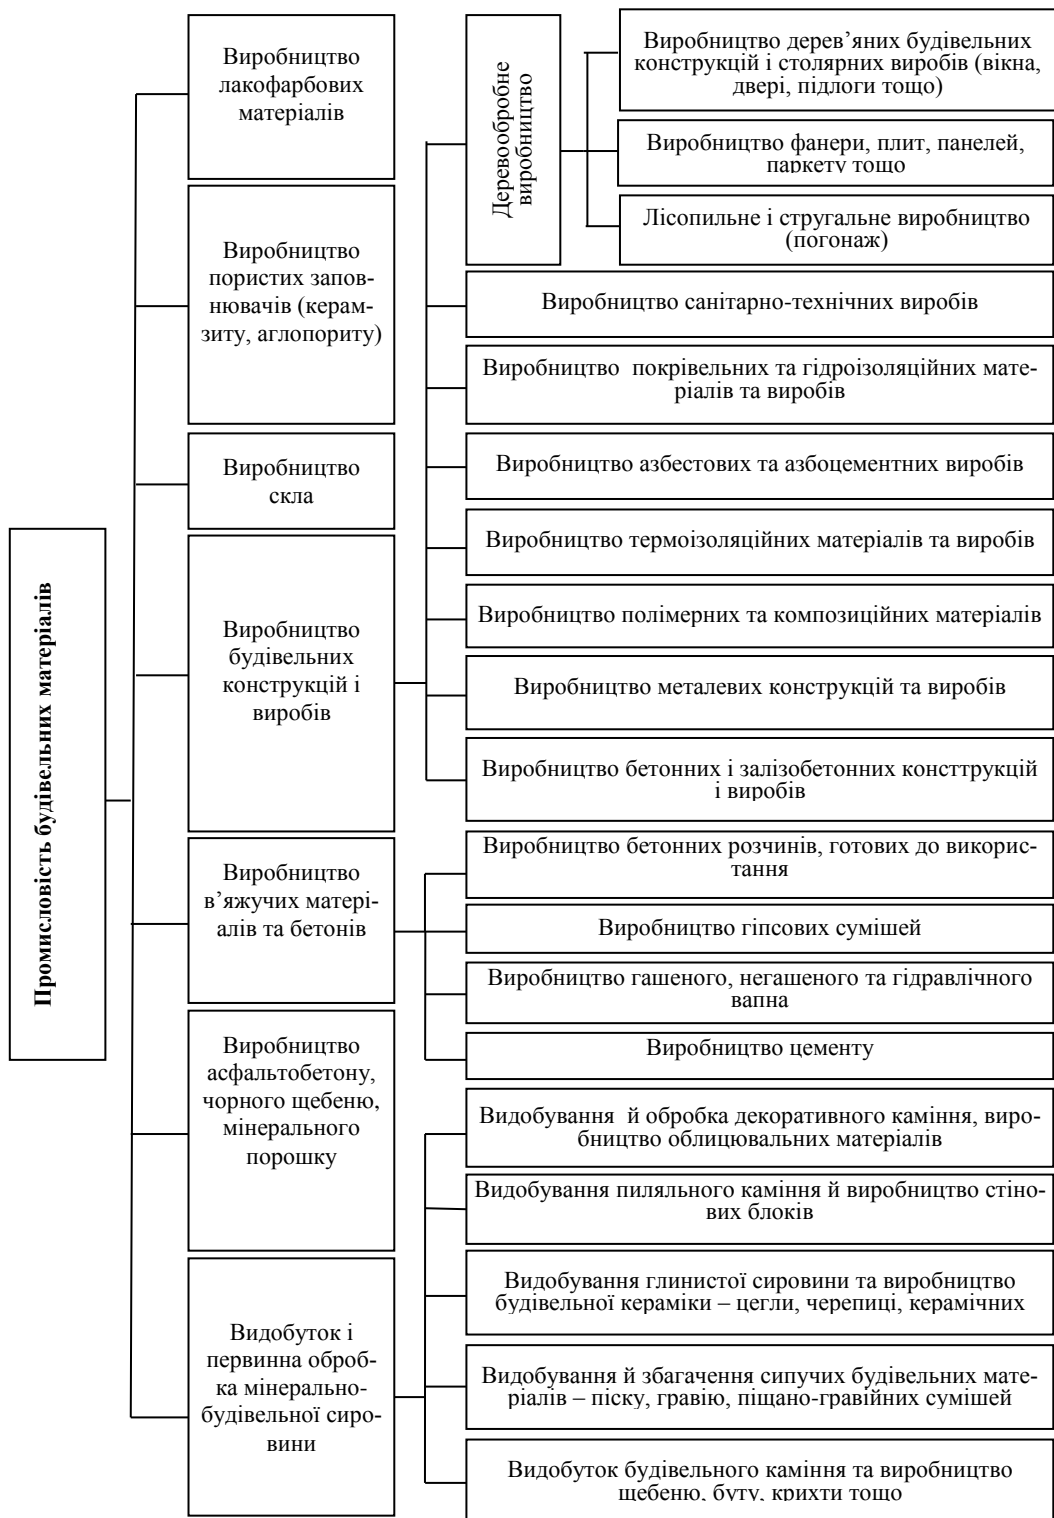 Промисловість будівельних матеріалів
Виробництво
лакофарбових
матеріалів
Виробництво
пористих запов-
нювачів (керам-
зиту, аглопориту)
Виробництво
скла
Виробництво
будівельних
конструкцій і
виробів
Виробництво
в’яжучих матері-
алів та бетонів
Виробництво
асфальтобетону,
чорного щебеню,
мінерального
порошку
Видобуток і
первинна оброб-
ка мінерально-
будівельної сиро-
вини
Деревообробне
виробництво
Виробництво дерев’яних будівельних
конструкцій і столярних виробів (вікна,
двері, підлоги тощо)
Виробництво фанери, плит, панелей,
паркету тощо
Лісопильне і стругальне виробництво
(погонаж)
Виробництво санітарно-технічних виробів
Виробництво покрівельних та гідроізоляційних мате-
ріалів та виробів
Виробництво азбестових та азбоцементних виробів
Виробництво термоізоляційних матеріалів та виробів
Виробництво полімерних та композиційних матеріалів
Виробництво металевих конструкцій та виробів
Виробництво бетонних і залізобетонних консттрукцій
і виробів
Виробництво бетонних розчинів, готових до викорис-
тання
Виробництво гіпсових сумішей
Виробництво гашеного, негашеного та гідравлічного
вапна
Виробництво цементу
Видобування й обробка декоративного каміння, виро-
бництво облицювальних матеріалів
Видобування пиляльного каміння й виробництво стіно-
вих блоків
Видобування глинистої сировини та виробництво
будівельної кераміки – цегли, черепиці, керамічних
Видобування й збагачення сипучих будівельних мате-
ріалів – піску, гравію, піщано-гравійних сумішей
Видобуток будівельного каміння та виробництво
щебеню, буту, крихти тощо